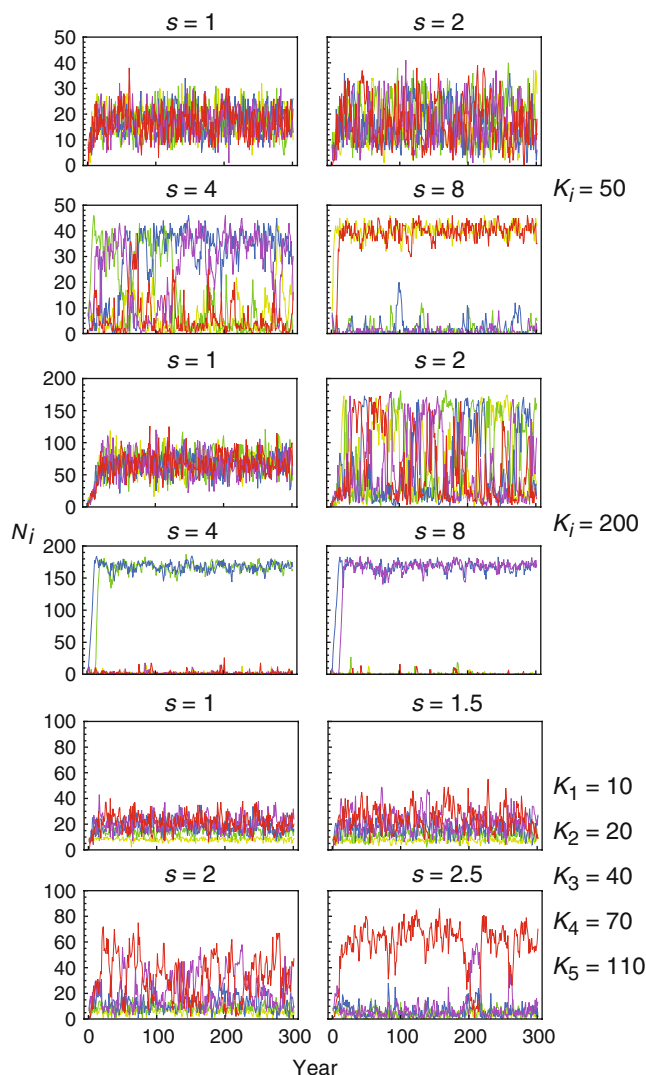 s = 1
s = 2
50
40
30
20
10
0
s = 4
s = 8
K_i = 50
50
40
30
20
10
0
s = 1
s = 2
200
150
100
50
0
N_i
K_i = 200
s = 4
s = 8
200
150
100
50
0
s = 1
s = 1.5
100
80
60
40
20
0
K_1 = 10
K_2 = 20
s = 2
s = 2.5
K_3 = 40
100
80
60
40
20
0
K_4 = 70
K_5 = 110
0 100 200 300 0 100 200 300
Year